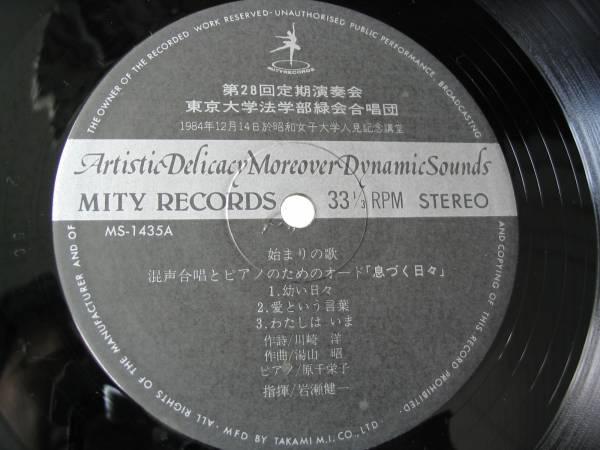 THE OWNER OF THE RECORDED WORK RESERVED-UNAUTHORISED PUBLIC PERFORMANCE, BROADCASTING
AND COPYING OF THIS RECORD PROHIBITED.
ALL RIGHTS OF THE MANUFACTURER AND OF
MITY RECORDS
第28回定期演奏会
東京大学法学部緑会合唱団
1984年12月14日於昭和女子大学人見記念講堂
Artistic Delicacy Moreover Dynamic Sounds
MITY RECORDS 33 1/3 RPM STEREO
MS-1435A
始まりの歌
混声合唱とピアノのためのオード「息づく日々」
1.幼い日々
2.愛という言葉
3.わたしは いま
作詩/川崎 洋
作曲/湯山 昭
ピアノ/原千栄子
指揮/岩瀬健一
MFD BY TAKAMI M.I. CO., LTD.